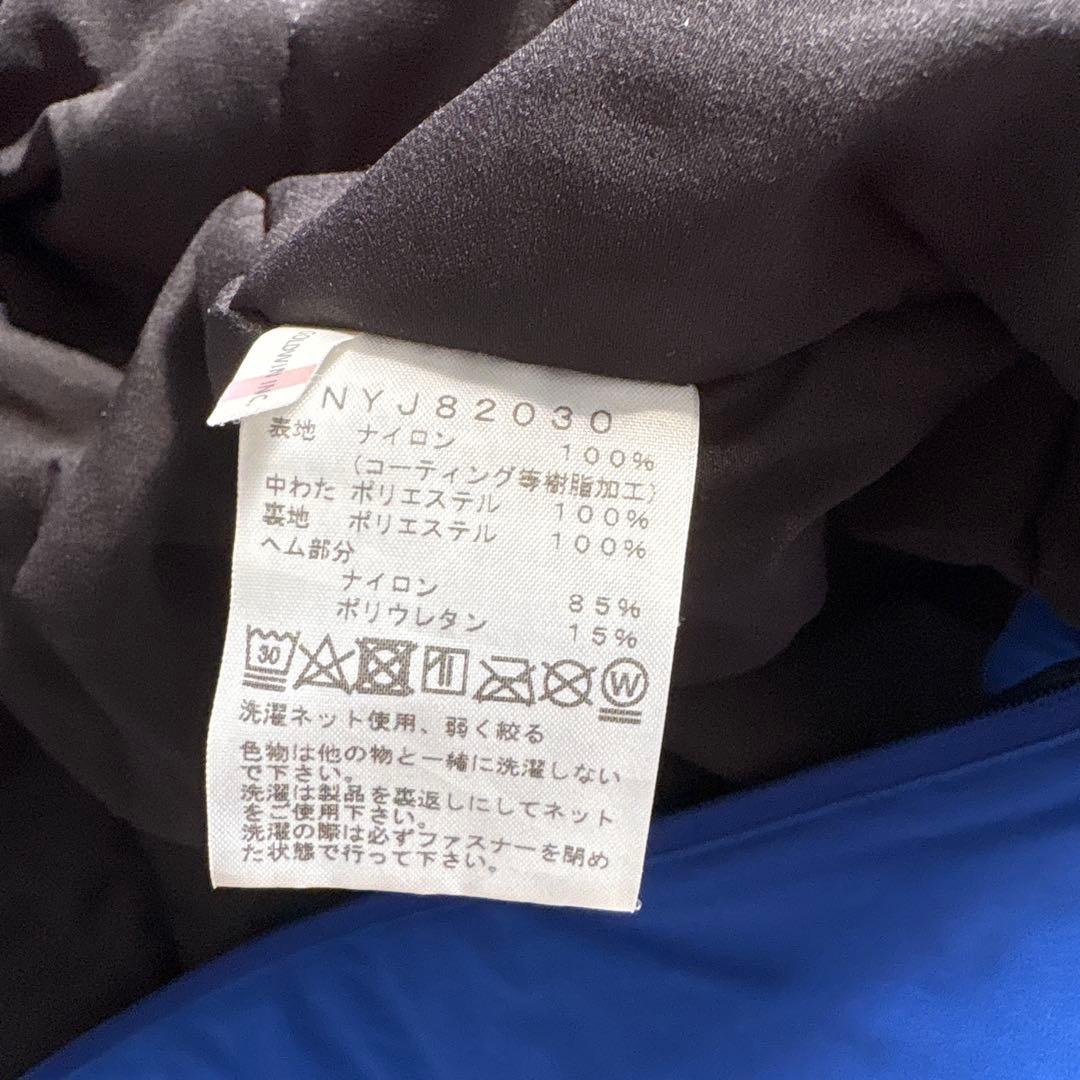 GOLDWIN INC.
NYJ82030
表地 ナイロン 100%
(コーティング等樹脂加工)
中わた ポリエステル 100%
裏地 ポリエステル 100%
ヘム部分
ナイロン 85%
ポリウレタン 15%
30 W
洗濯ネット使用、弱く絞る
色物は他の物と一緒に洗濯しない
で下さい。
洗濯は製品を裏返しにしてネット
をご使用下さい。
洗濯の際は必ずファスナーを閉め
た状態で行って下さい。